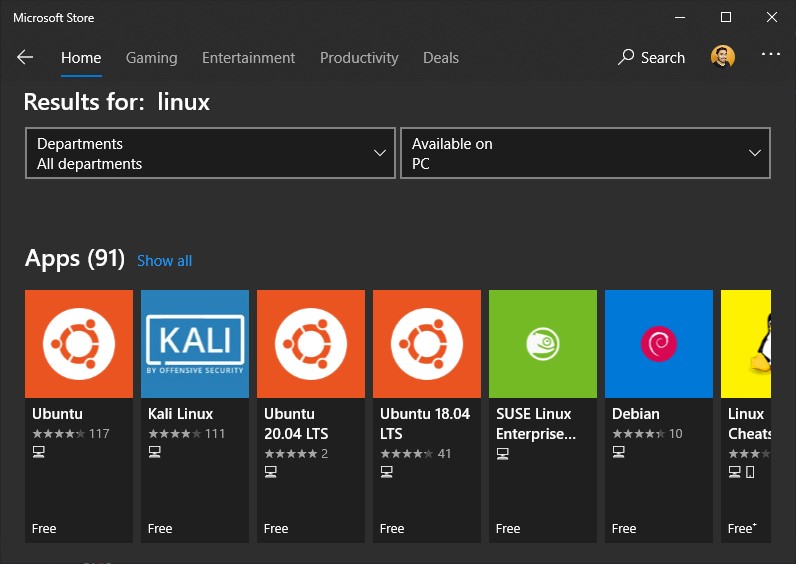 Microsoft Store
Home Gaming Entertainment Productivity Deals Search
Results for: linux
Departments
All departments
Available on
PC
Apps (91) Show all
KALI
BY OFFENSIVE SECURITY
Ubuntu
117
Free
Kali Linux
111
Free
Ubuntu
20.04 LTS
2
Free
Ubuntu 18.04
LTS
41
Free
SUSE Linux
Enterprise...
Free
Debian
10
Free
Linux
Cheats
Free+